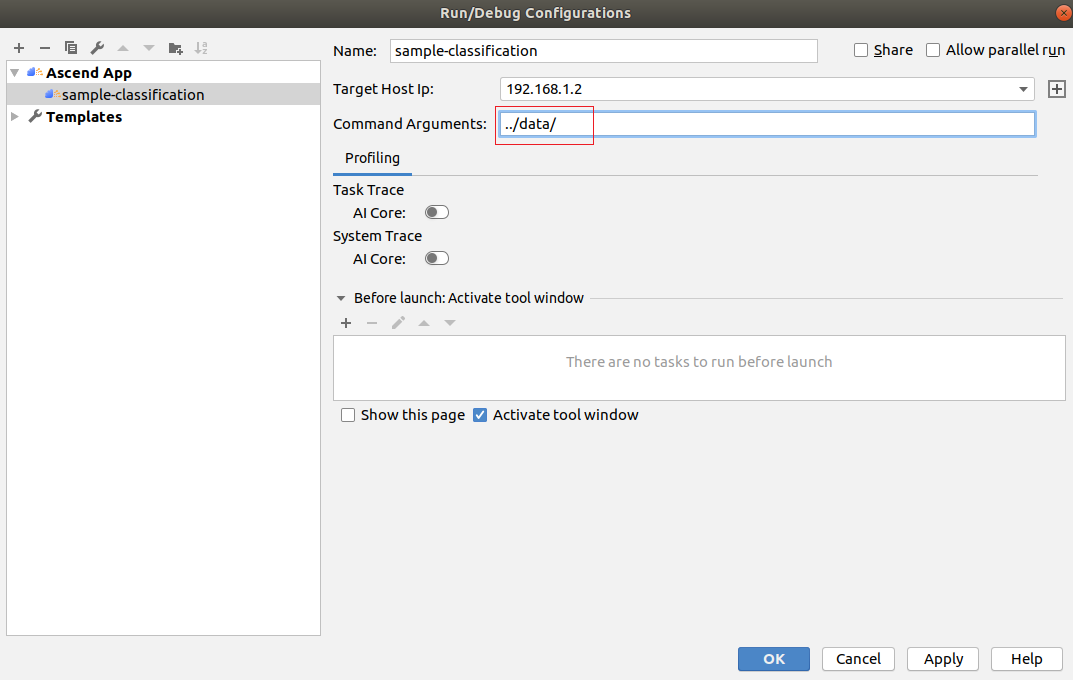 Run/Debug Configurations
Name: sample-classification Share Allow parallel run
Ascend App
sample-classification
Templates
Target Host Ip: 192.168.1.2
Command Arguments: ../data/
Profiling
Task Trace
AI Core:
System Trace
AI Core:
Before launch: Activate tool window
There are no tasks to run before launch
Show this page Activate tool window
OK Cancel Apply Help